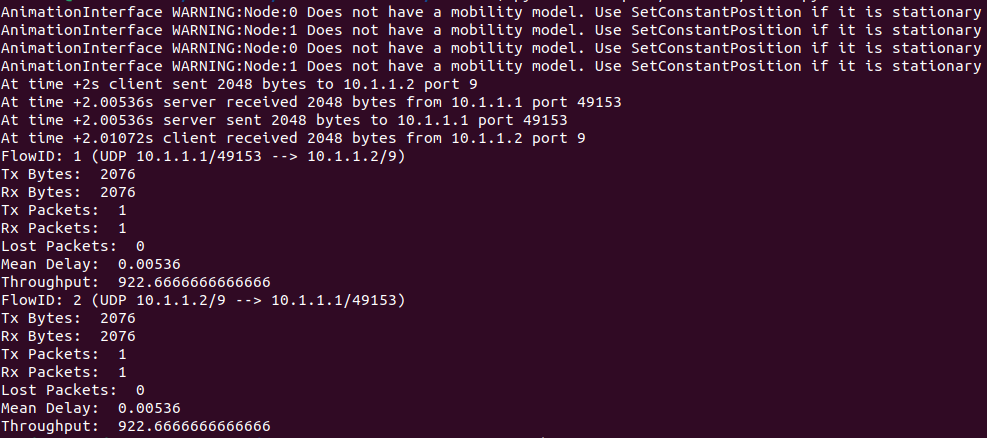 AnimationInterface WARNING:Node:0 Does not have a mobility model. Use SetConstantPosition if it is stationary
AnimationInterface WARNING:Node:1 Does not have a mobility model. Use SetConstantPosition if it is stationary
AnimationInterface WARNING:Node:0 Does not have a mobility model. Use SetConstantPosition if it is stationary
AnimationInterface WARNING:Node:1 Does not have a mobility model. Use SetConstantPosition if it is stationary
At time +2s client sent 2048 bytes to 10.1.1.2 port 9
At time +2.00536s server received 2048 bytes from 10.1.1.1 port 49153
At time +2.00536s server sent 2048 bytes to 10.1.1.1 port 49153
At time +2.01072s client received 2048 bytes from 10.1.1.2 port 9
FlowID: 1 (UDP 10.1.1.1/49153 --> 10.1.1.2/9)
Tx Bytes:  2076
Rx Bytes:  2076
Tx Packets:  1
Rx Packets:  1
Lost Packets:  0
Mean Delay:  0.00536
Throughput:  922.6666666666666
FlowID: 2 (UDP 10.1.1.2/9 --> 10.1.1.1/49153)
Tx Bytes:  2076
Rx Bytes:  2076
Tx Packets:  1
Rx Packets:  1
Lost Packets:  0
Mean Delay:  0.00536
Throughput:  922.6666666666666